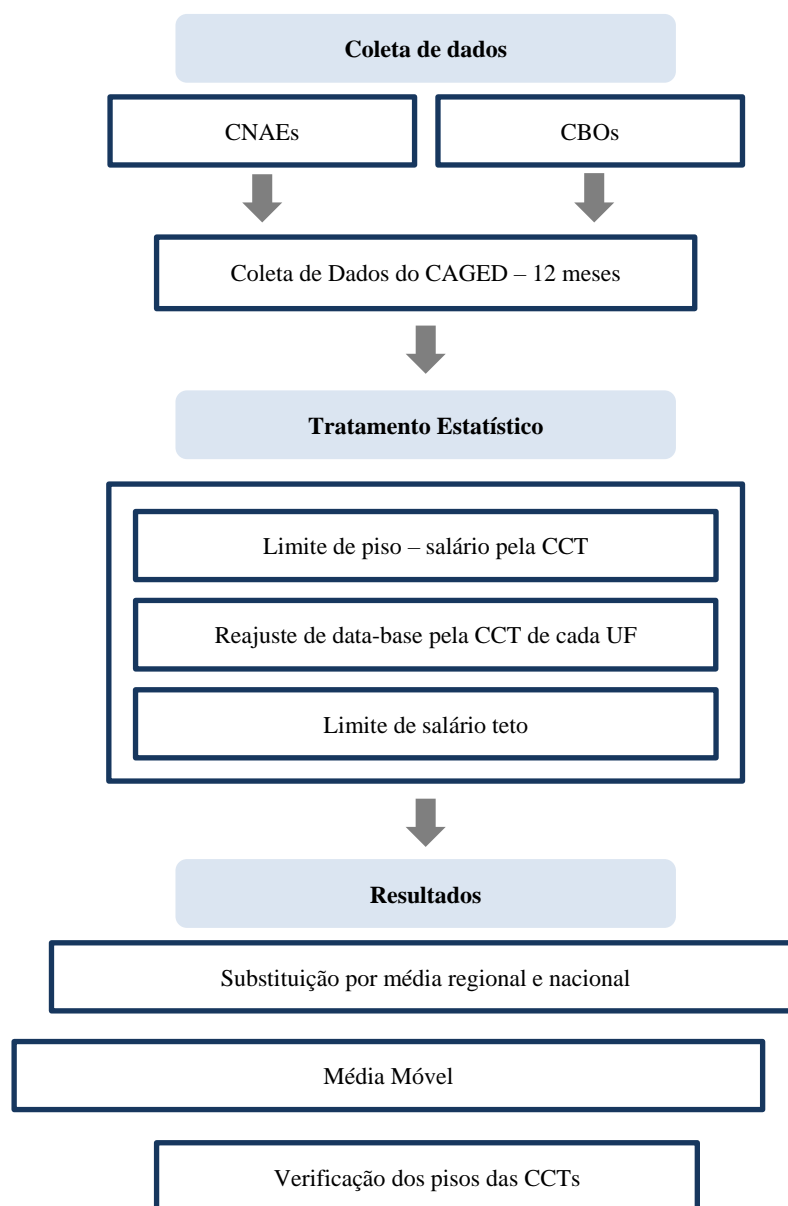 Coleta de dados
CNAEs
CBOs
Coleta de Dados do CAGED – 12 meses
Tratamento Estatístico
Limite de piso – salário pela CCT
Reajuste de data-base pela CCT de cada UF
Limite de salário teto
Resultados
Substituição por média regional e nacional
Média Móvel
Verificação dos pisos das CCTs